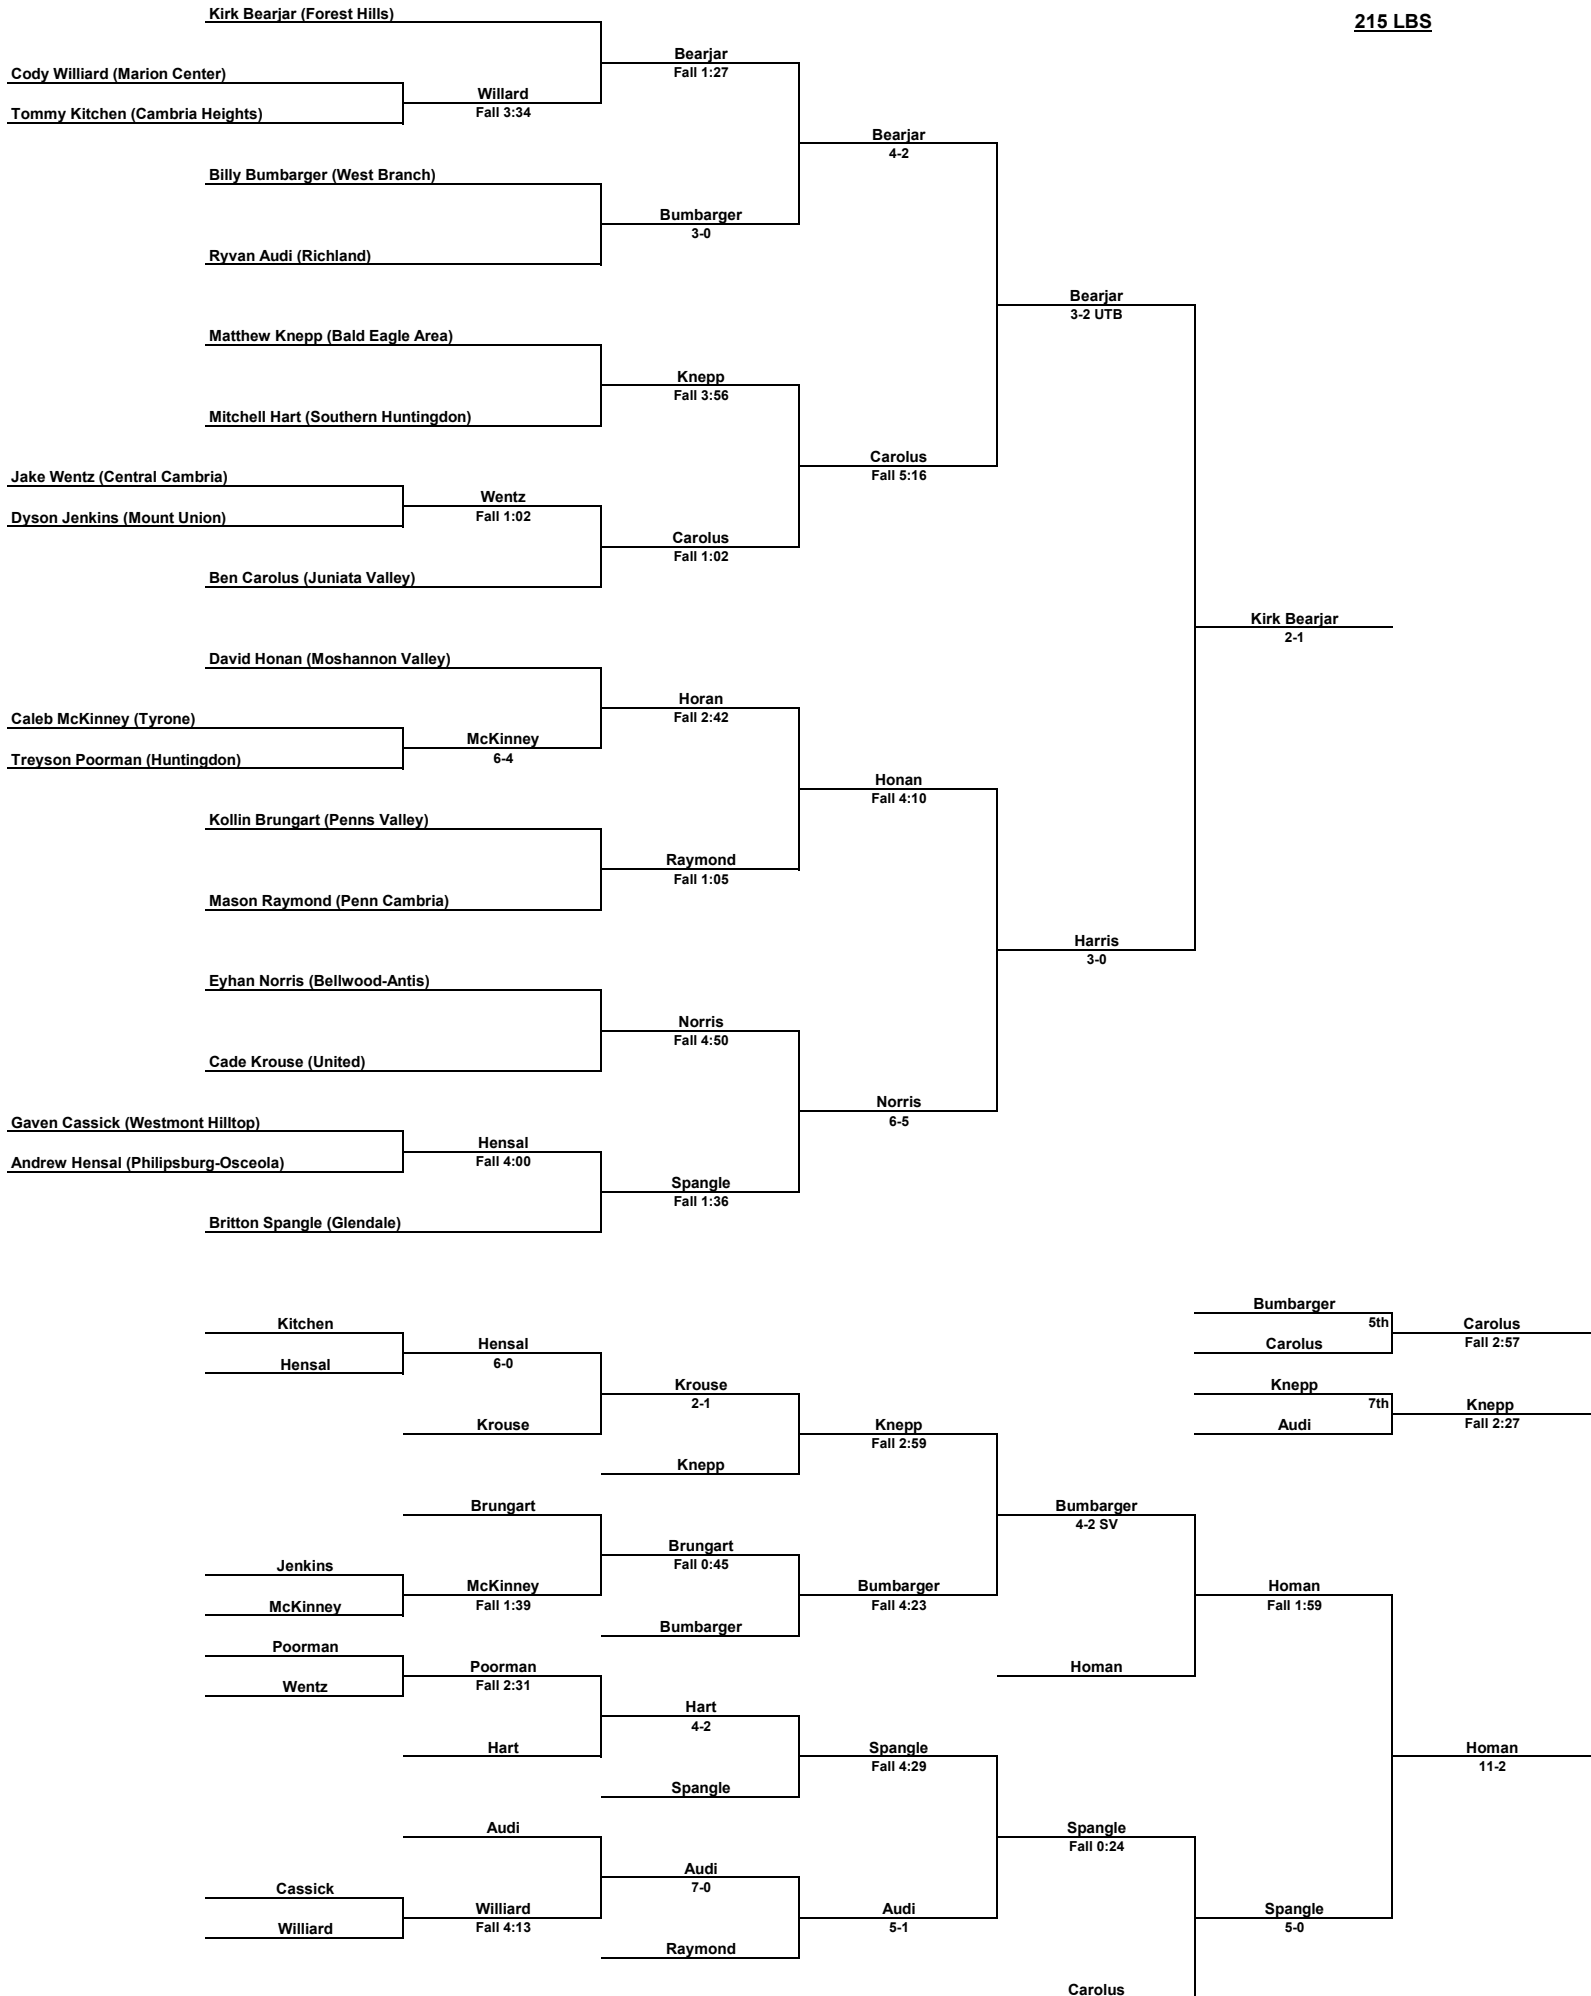 Kirk Bearjar (Forest Hills)
215 LBS
Bearjar
Fall 1:27
Cody Williard (Marion Center)
Willard
Fall 3:34
Tommy Kitchen (Cambria Heights)
Bearjar
4-2
Billy Bumbarger (West Branch)
Bumbarger
3-0
Ryvan Audi (Richland)
Bearjar
3-2 UTB
Matthew Knepp (Bald Eagle Area)
Knepp
Fall 3:56
Mitchell Hart (Southern Huntingdon)
Carolus
Fall 5:16
Jake Wentz (Central Cambria)
Wentz
Fall 1:02
Dyson Jenkins (Mount Union)
Carolus
Fall 1:02
Ben Carolus (Juniata Valley)
Kirk Bearjar
2-1
David Honan (Moshannon Valley)
Horan
Fall 2:42
Caleb McKinney (Tyrone)
McKinney
6-4
Treyson Poorman (Huntingdon)
Honan
Fall 4:10
Kollin Brungart (Penns Valley)
Raymond
Fall 1:05
Mason Raymond (Penn Cambria)
Harris
3-0
Eyhan Norris (Bellwood-Antis)
Norris
Fall 4:50
Cade Krouse (United)
Norris
6-5
Gaven Cassick (Westmont Hilltop)
Hensal
Fall 4:00
Andrew Hensal (Philipsburg-Osceola)
Spangle
Fall 1:36
Britton Spangle (Glendale)
Bumbarger
5th
Carolus
Fall 2:57
Carolus
Kitchen
Hensal
6-0
Hensal
Knepp
7th
Knepp
Fall 2:27
Audi
Krouse
2-1
Krouse
Knepp
Fall 2:59
Knepp
Brungart
Bumbarger
4-2 SV
Brungart
Fall 0:45
Jenkins
McKinney
Fall 1:39
McKinney
Bumbarger
Fall 4:23
Homan
Fall 1:59
Bumbarger
Poorman
Poorman
Fall 2:31
Wentz
Homan
Hart
4-2
Hart
Spangle
Fall 4:29
Homan
11-2
Spangle
Audi
Spangle
Fall 0:24
Audi
7-0
Cassick
Williard
Fall 4:13
Williard
Audi
5-1
Spangle
5-0
Raymond
Carolus